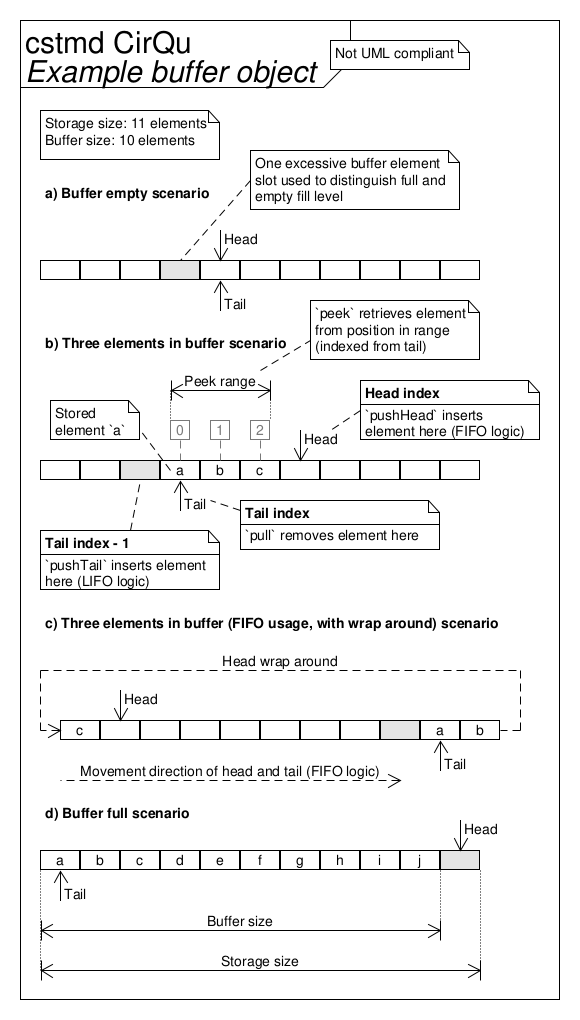 cstmd CirQu
Example buffer object
Not UML compliant
Storage size: 11 elements
Buffer size: 10 elements
One excessive buffer element
slot used to distinguish full and
empty fill level
a) Buffer empty scenario
Head
Tail
`peek` retrieves element
from position in range
(indexed from tail)
b) Three elements in buffer scenario
Peek range
Head index
`pushHead` inserts
element here (FIFO logic)
Stored
element `a`
0 1 2
Head
a b c
Tail
Tail index
`pull` removes element here
Tail index - 1
`pushTail` inserts element
here (LIFO logic)
c) Three elements in buffer (FIFO usage, with wrap around) scenario
Head wrap around
Head
c a b
Tail
Movement direction of head and tail (FIFO logic)
d) Buffer full scenario
Head
a b c d e f g h i j
Tail
Buffer size
Storage size